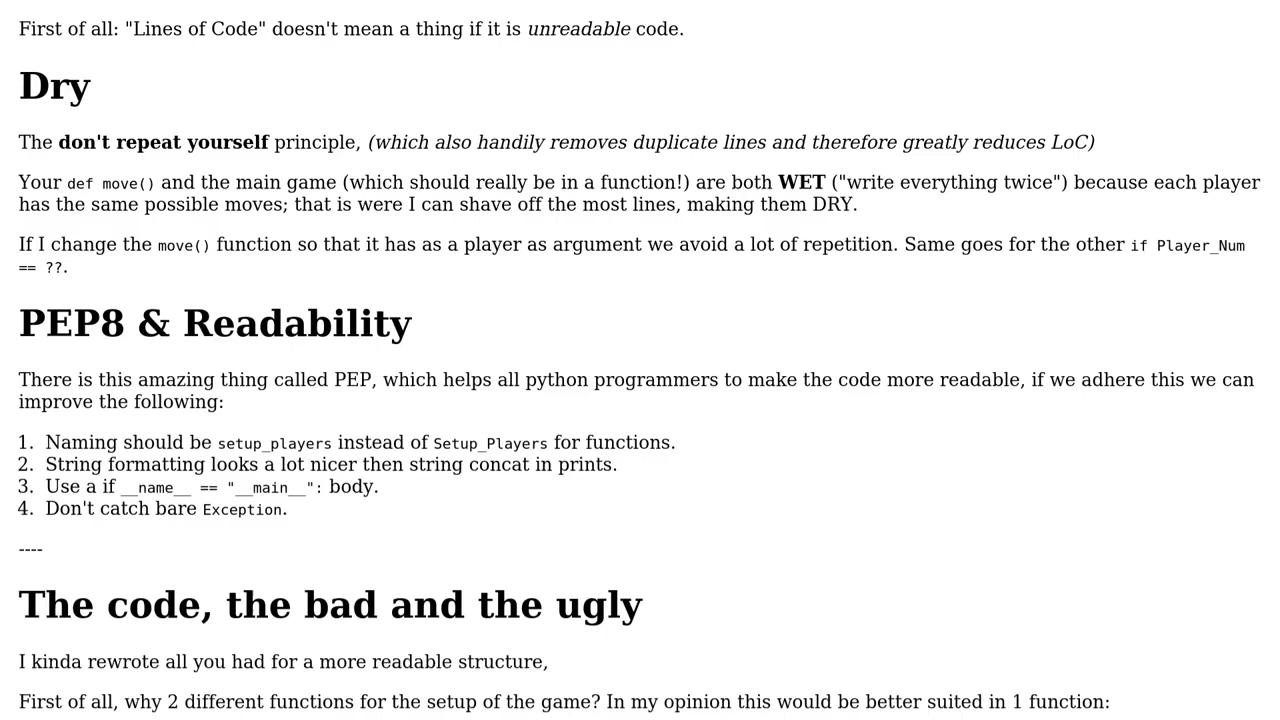 First of all: "Lines of Code" doesn't mean a thing if it is unreadable code.
Dry
The don't repeat yourself principle, (which also handily removes duplicate lines and therefore greatly reduces LoC)
Your def move() and the main game (which should really be in a function!) are both WET ("write everything twice") because each player
has the same possible moves; that is were I can shave off the most lines, making them DRY.
If I change the move() function so that it has as a player as argument we avoid a lot of repetition. Same goes for the other if Player_Num
== ??.
PEP8 & Readability
There is this amazing thing called PEP, which helps all python programmers to make the code more readable, if we adhere this we can
improve the following:
1. Naming should be setup_players instead of Setup_Players for functions.
2. String formatting looks a lot nicer then string concat in prints.
3. Use a if __name__ == "__main__": body.
4. Don't catch bare Exception.
----
The code, the bad and the ugly
I kinda rewrote all you had for a more readable structure,
First of all, why 2 different functions for the setup of the game? In my opinion this would be better suited in 1 function: